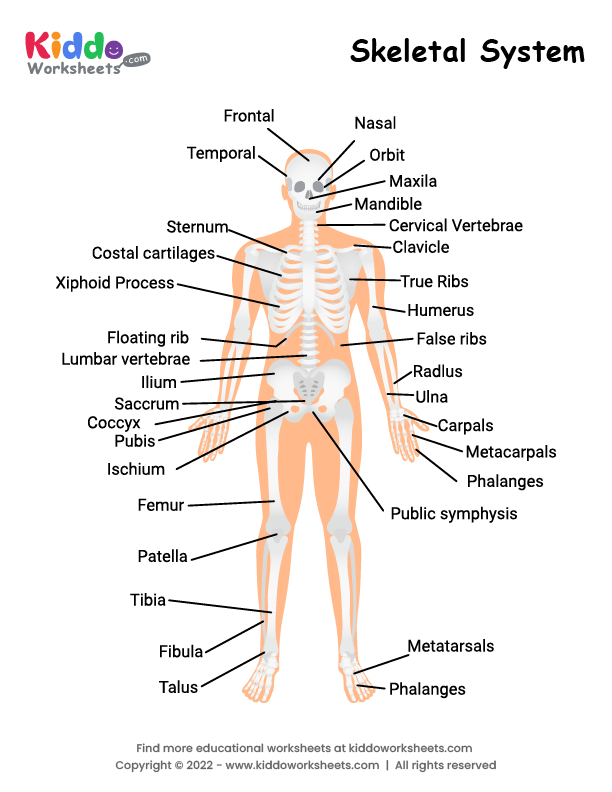 Kiddo
Worksheets .com
Skeletal System
Frontal
Nasal
Temporal
Orbit
Maxila
Mandible
Sternum
Cervical Vertebrae
Costal cartilages
Clavicle
Xiphoid Process
True Ribs
Humerus
Floating rib
False ribs
Lumbar vertebrae
Ilium
Radlus
Saccrum
Ulna
Coccyx
Carpals
Pubis
Metacarpals
Ischium
Phalanges
Femur
Public symphysis
Patella
Tibia
Fibula
Metatarsals
Talus
Phalanges
Find more educational worksheets at kiddoworksheets.com
Copyright © 2022 - www.kiddoworksheets.com | All rights reserved